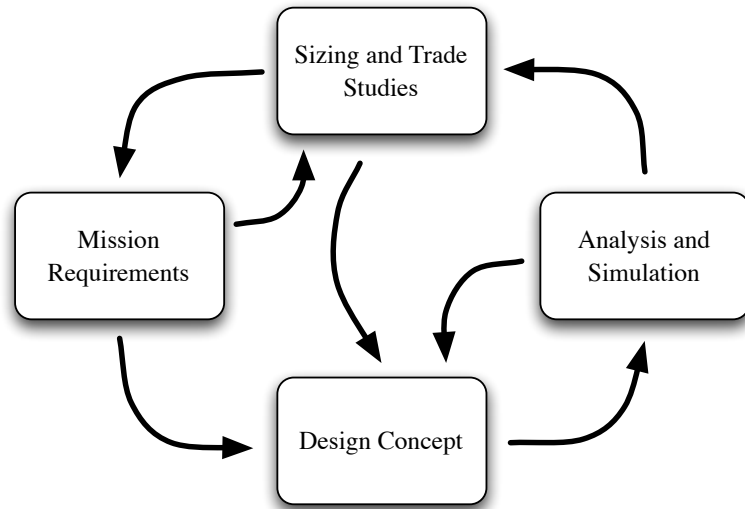 Sizing and Trade
Studies
Mission
Requirements
Analysis and
Simulation
Design Concept